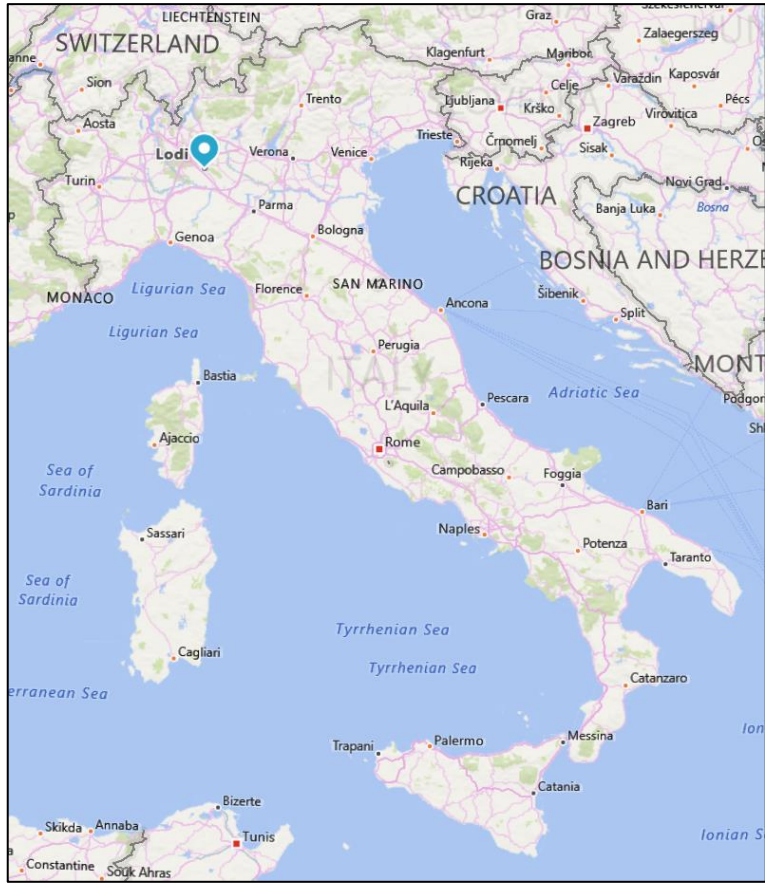 LIECHTENSTEIN
Graz
SWITZERLAND
Zalaegerszeg
Klagenfurt
Maribor
Sion
Celje
Varaždin
Kaposvár
Trento
Ljubljana
Krško
Pécs
Aosta
Zagreb
Virovitica
Trieste
Črnomelj
Lodi
Verona
Venice
Sisak
Rijeka
Turin
Novi Grad
CROATIA
Parma
Banja Luka
Bosna
Genoa
Bologna
BOSNIA AND HERZE
Ligurian Sea
Florence
SAN MARINO
MONACO
Šibenik
Ancona
Split
Ligurian Sea
Perugia
ITALY
MONT
Bastia
Adriatic Sea
Podgor
Pescara
L'Aquila
Ajaccio
Rome
Sea of
Sardinia
Campobasso
Foggia
Bari
Sassari
Naples
Potenza
Taranto
Sea of
Sardinia
Tyrrhenian Sea
Cagliari
Tyrrhenian Sea
Catanzaro
erranean Sea
Ion
Trapani
Palermo
Messina
Catania
Bizerte
Skikda
Annaba
Tunis
Ionian S
Constantine
Souk Ahras